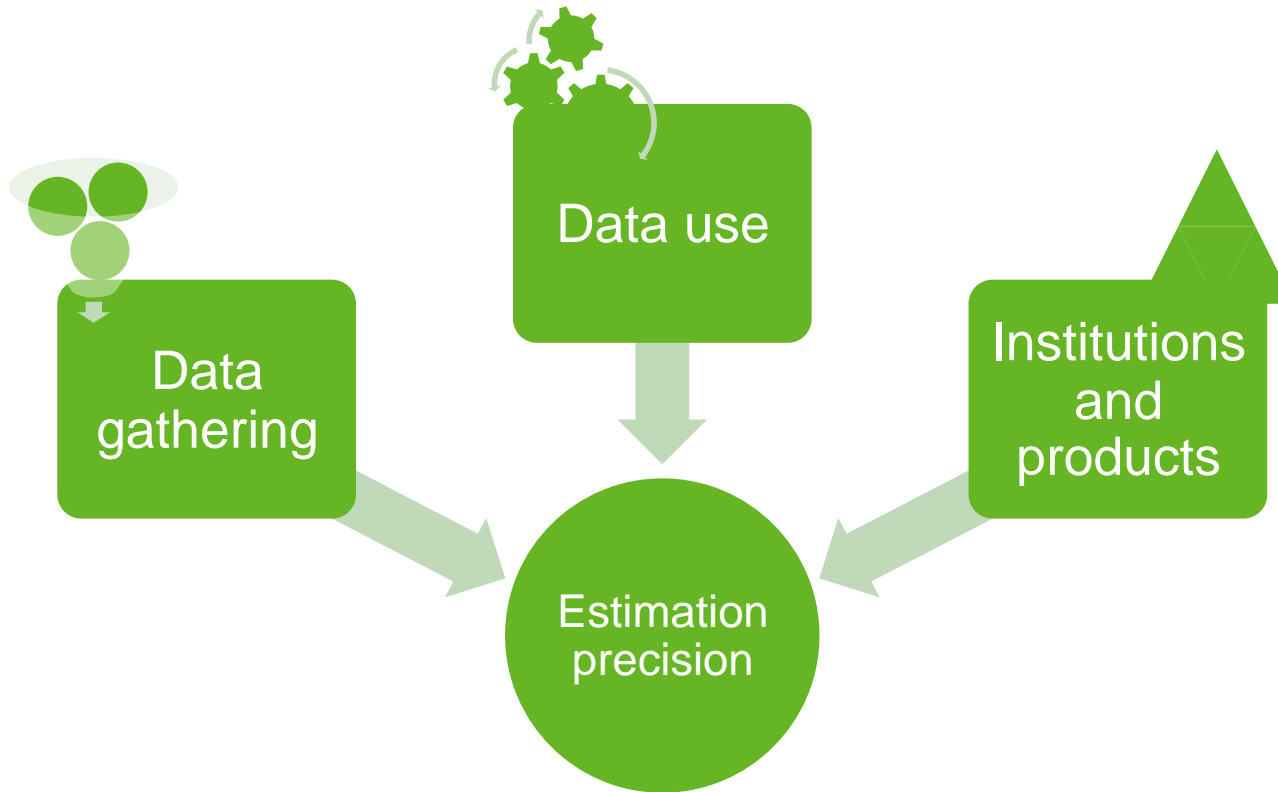 Data use
Data
gathering
Institutions
and
products
Estimation
precision